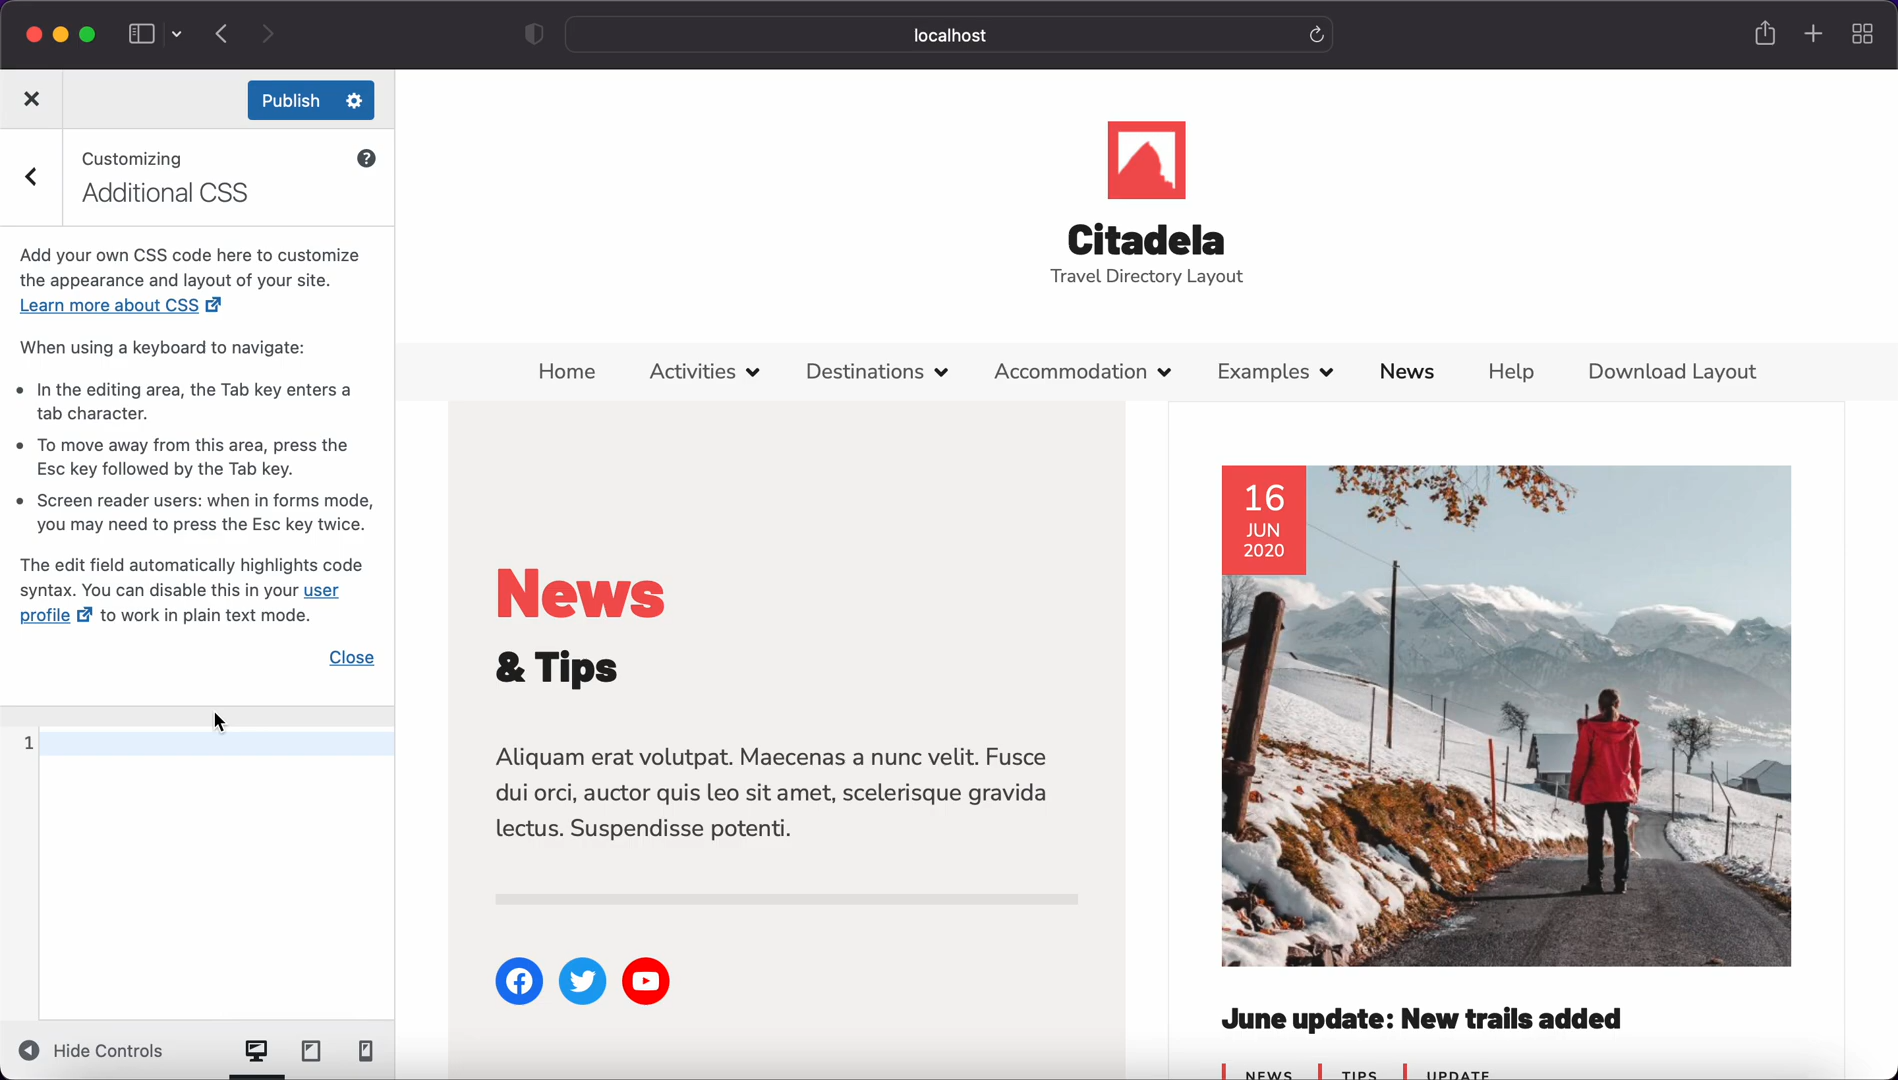 localhost
Publish
Customizing
Additional CSS
Add your own CSS code here to customize
the appearance and layout of your site.
Learn more about CSS
When using a keyboard to navigate:
In the editing area, the Tab key enters a
tab character.
To move away from this area, press the
Esc key followed by the Tab key.
Screen reader users: when in forms mode,
you may need to press the Esc key twice.
The edit field automatically highlights code
syntax. You can disable this in your user
profile to work in plain text mode.
Close
1
Hide Controls
Citadela
Travel Directory Layout
Home Activities Destinations Accommodation Examples News Help Download Layout
News
& Tips
Aliquam erat volutpat. Maecenas a nunc velit. Fusce
dui orci, auctor quis leo sit amet, scelerisque gravida
lectus. Suspendisse potenti.
16
JUN
2020
June update: New trails added
NEWS TIPS UPDATE